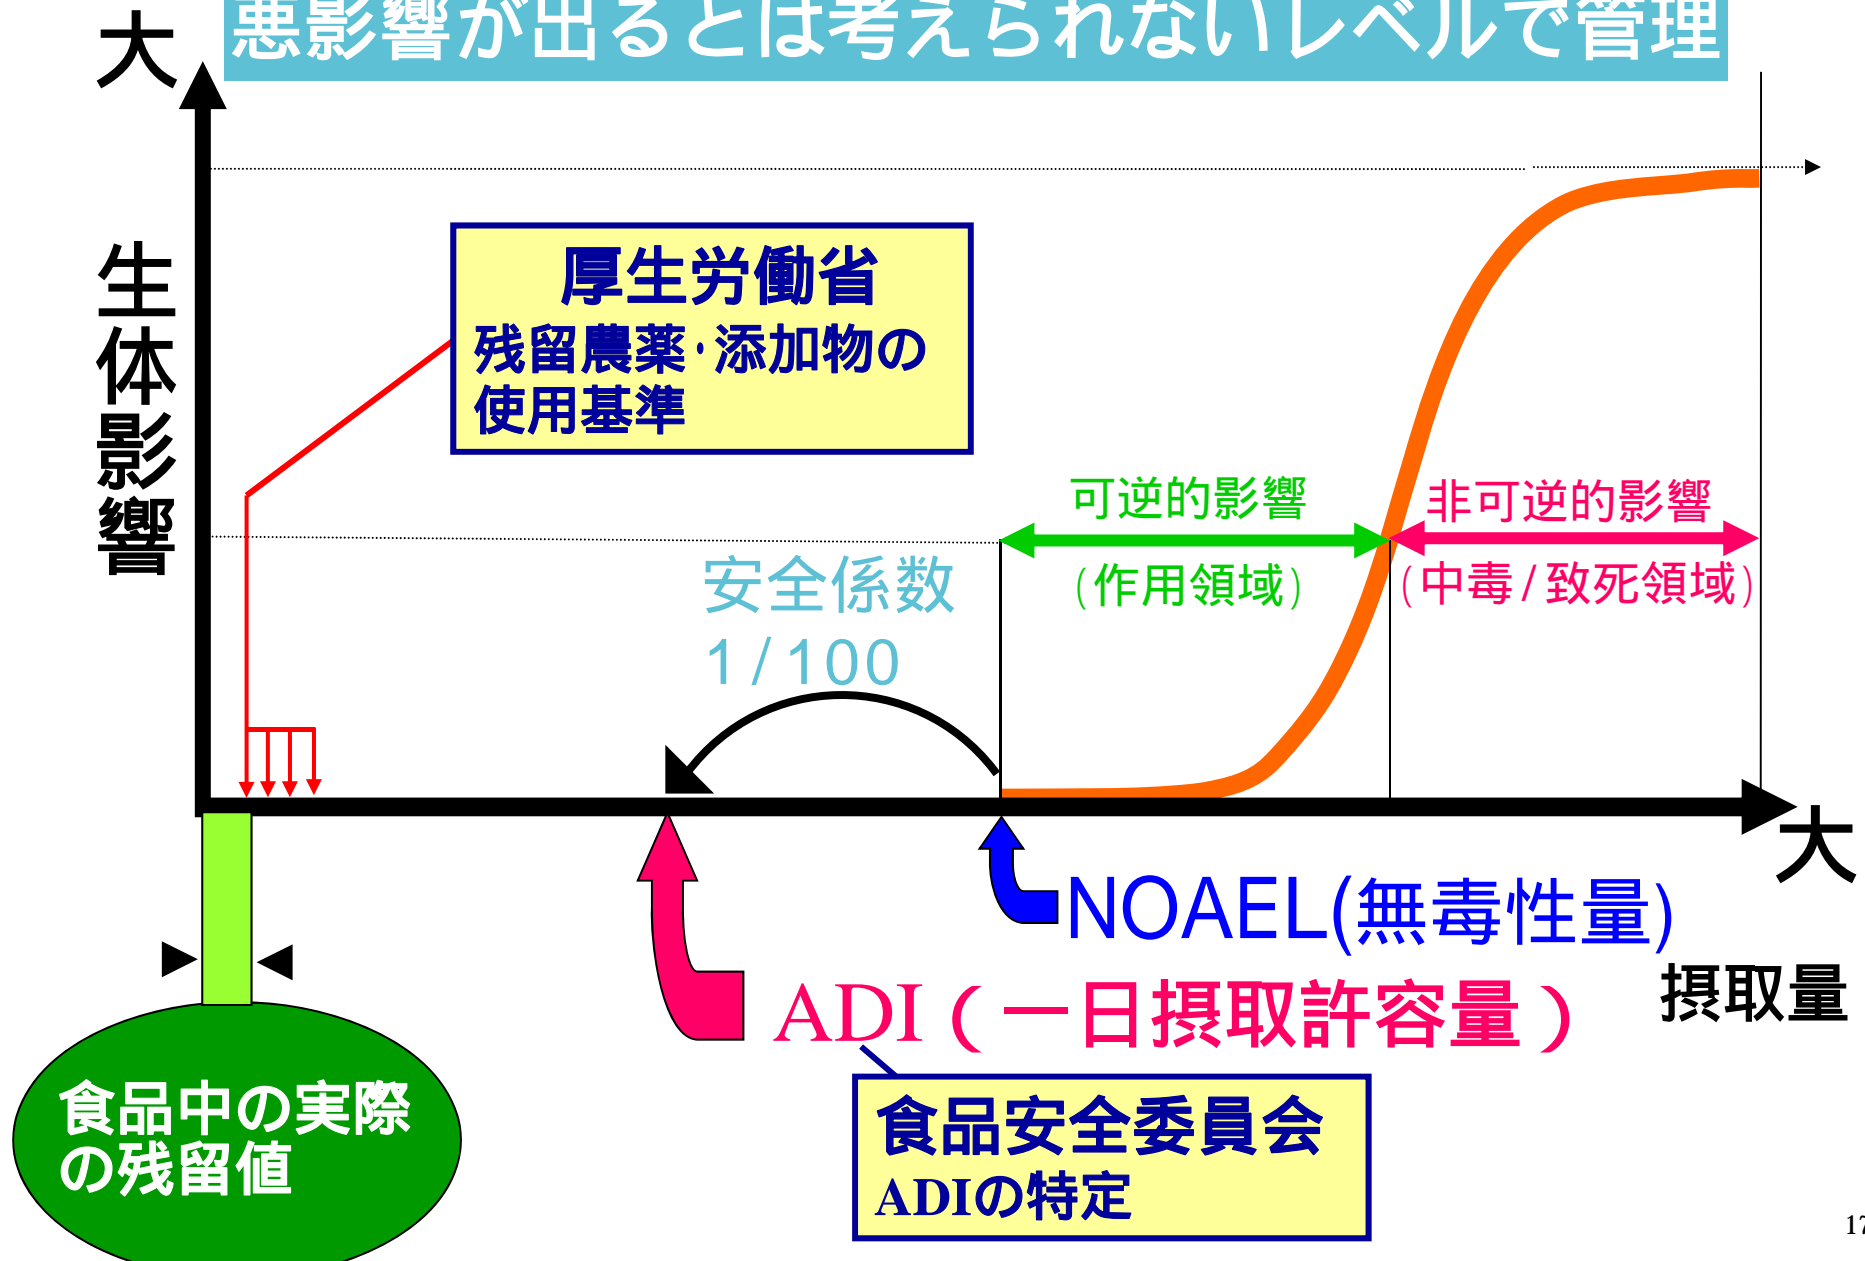 悪影響が出るとは考えられないレベルで管理
大
生体影響
厚生労働省
残留農薬・添加物の
使用基準
可逆的影響
(作用領域)
非可逆的影響
(中毒/致死領域)
安全係数
1/100
大
NOAEL(無毒性量)
摂取量
ADI(一日摂取許容量)
食品中の実際
の残留値
食品安全委員会
ADIの特定
17